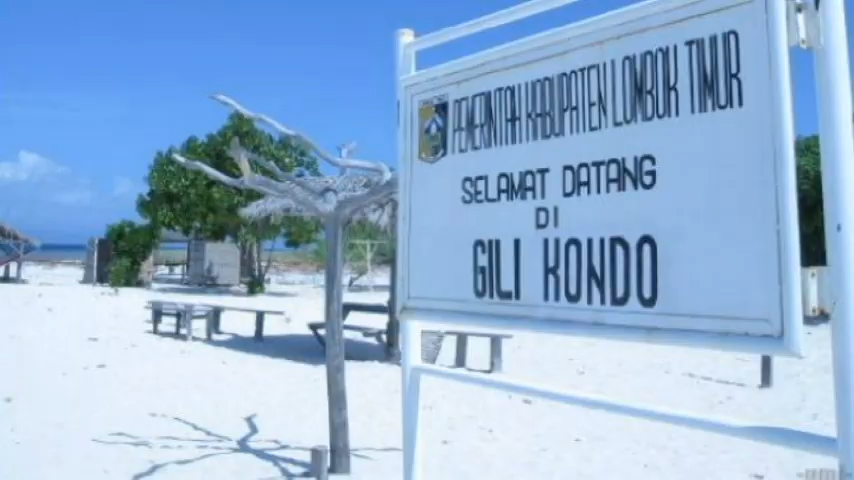 PEMERINTAH KABUPATEN LOMBOK TIMUR
SELAMAT DATANG
DI
GILI KONDO